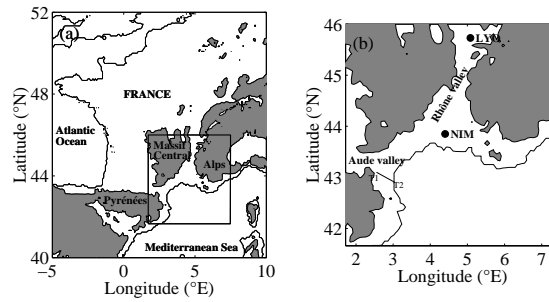 (a)
FRANCE
Atlantic
Ocean
Massif
Central
Alps
Pyrénées
Mediterranean Sea
52
48
44
40
-5
0
5
10
Latitude (°N)
Longitude (°E)
(b)
LYO
Rhône valley
NIM
Aude valley
T1
T2
46
45
44
43
42
2
3
4
5
6
7
Latitude (°N)
Longitude (°E)